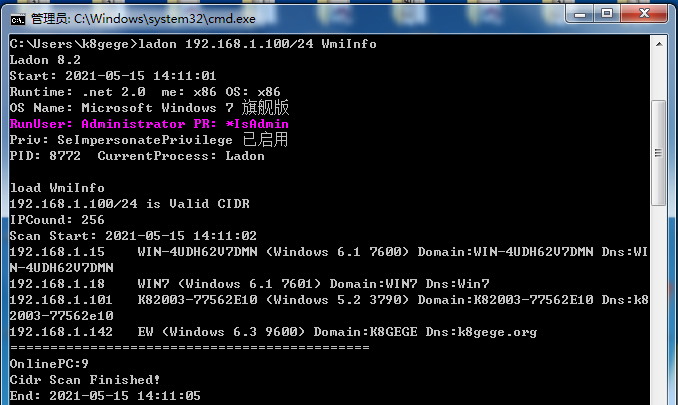 管理员: C:\Windows\system32\cmd.exe
C:\Users\k8gege>ladon 192.168.1.100/24 WmiInfo
Ladon 8.2
Start: 2021-05-15 14:11:01
Runtime: .net 2.0  me: x86 OS: x86
OS Name: Microsoft Windows 7 旗舰版
RunUser: Administrator PR: *IsAdmin
Priv: SeImpersonatePrivilege 已启用
PID: 8772  CurrentProcess: Ladon
load WmiInfo
192.168.1.100/24 is Valid CIDR
IPCound: 256
Scan Start: 2021-05-15 14:11:02
192.168.1.15    WIN-4UDH62V7DMN (Windows 6.1 7600) Domain:WIN-4UDH62V7DMN Dns:WI
N-4UDH62V7DMN
192.168.1.18    WIN7 (Windows 6.1 7601) Domain:WIN7 Dns:Win7
192.168.1.101   K82003-77562E10 (Windows 5.2 3790) Domain:K82003-77562E10 Dns:k8
2003-77562e10
192.168.1.142   EW (Windows 6.3 9600) Domain:K8GEGE Dns:k8gege.org
=============================================
OnlinePC:9
Cidr Scan Finished!
End: 2021-05-15 14:11:05